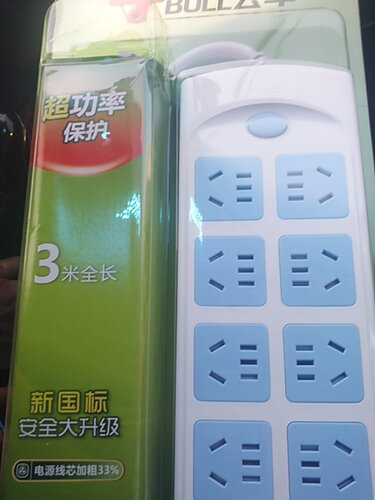 BULL公牛
超功率
保护
3米全长
新国标
安全大升级
电源线芯加粗33%